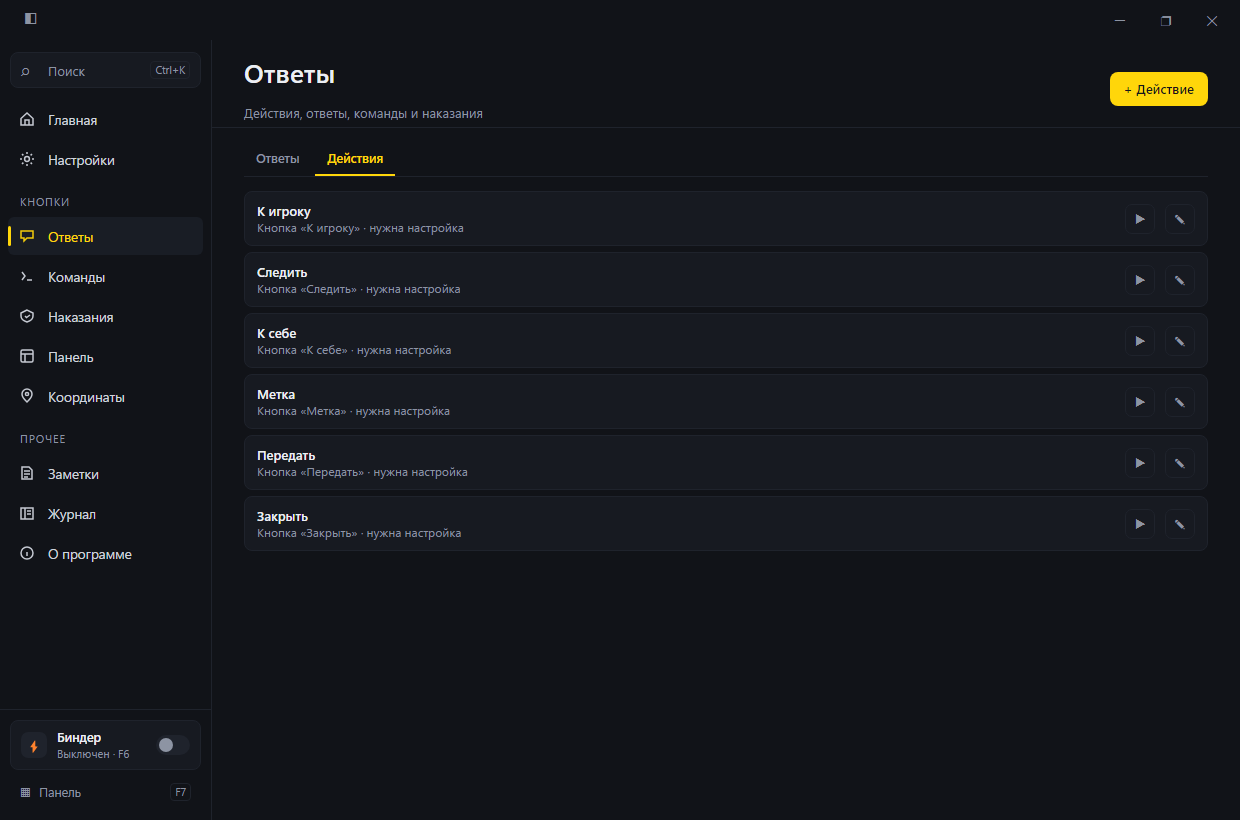 Поиск
Ctrl+K
Главная
Настройки
КНОПКИ
Ответы
Команды
Наказания
Панель
Координаты
ПРОЧЕЕ
Заметки
Журнал
О программе
Биндер
Выключен · F6
Панель
F7
Ответы
Действия, ответы, команды и наказания
+ Действие
Ответы
Действия
К игроку
Кнопка «К игроку» · нужна настройка
Следить
Кнопка «Следить» · нужна настройка
К себе
Кнопка «К себе» · нужна настройка
Метка
Кнопка «Метка» · нужна настройка
Передать
Кнопка «Передать» · нужна настройка
Закрыть
Кнопка «Закрыть» · нужна настройка